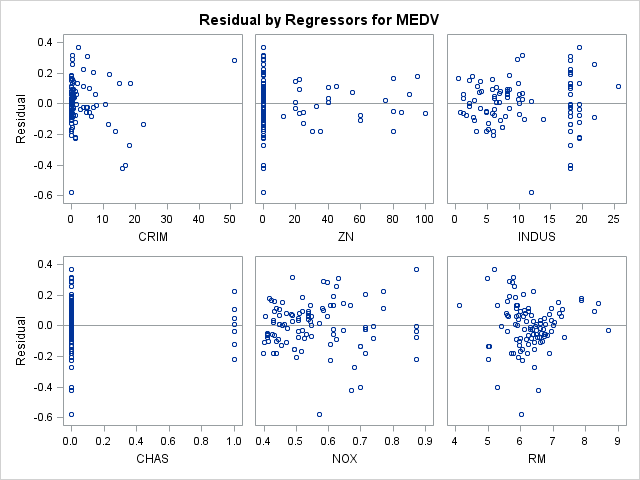 Residual by Regressors for MEDV
Residual
0.4
0.2
0.0
-0.2
-0.4
-0.6
0 10 20 30 40 50
CRIM
0 20 40 60 80 100
ZN
0 5 10 15 20 25
INDUS
Residual
0.4
0.2
0.0
-0.2
-0.4
-0.6
0.0 0.2 0.4 0.6 0.8 1.0
CHAS
0.4 0.5 0.6 0.7 0.8 0.9
NOX
4 5 6 7 8 9
RM